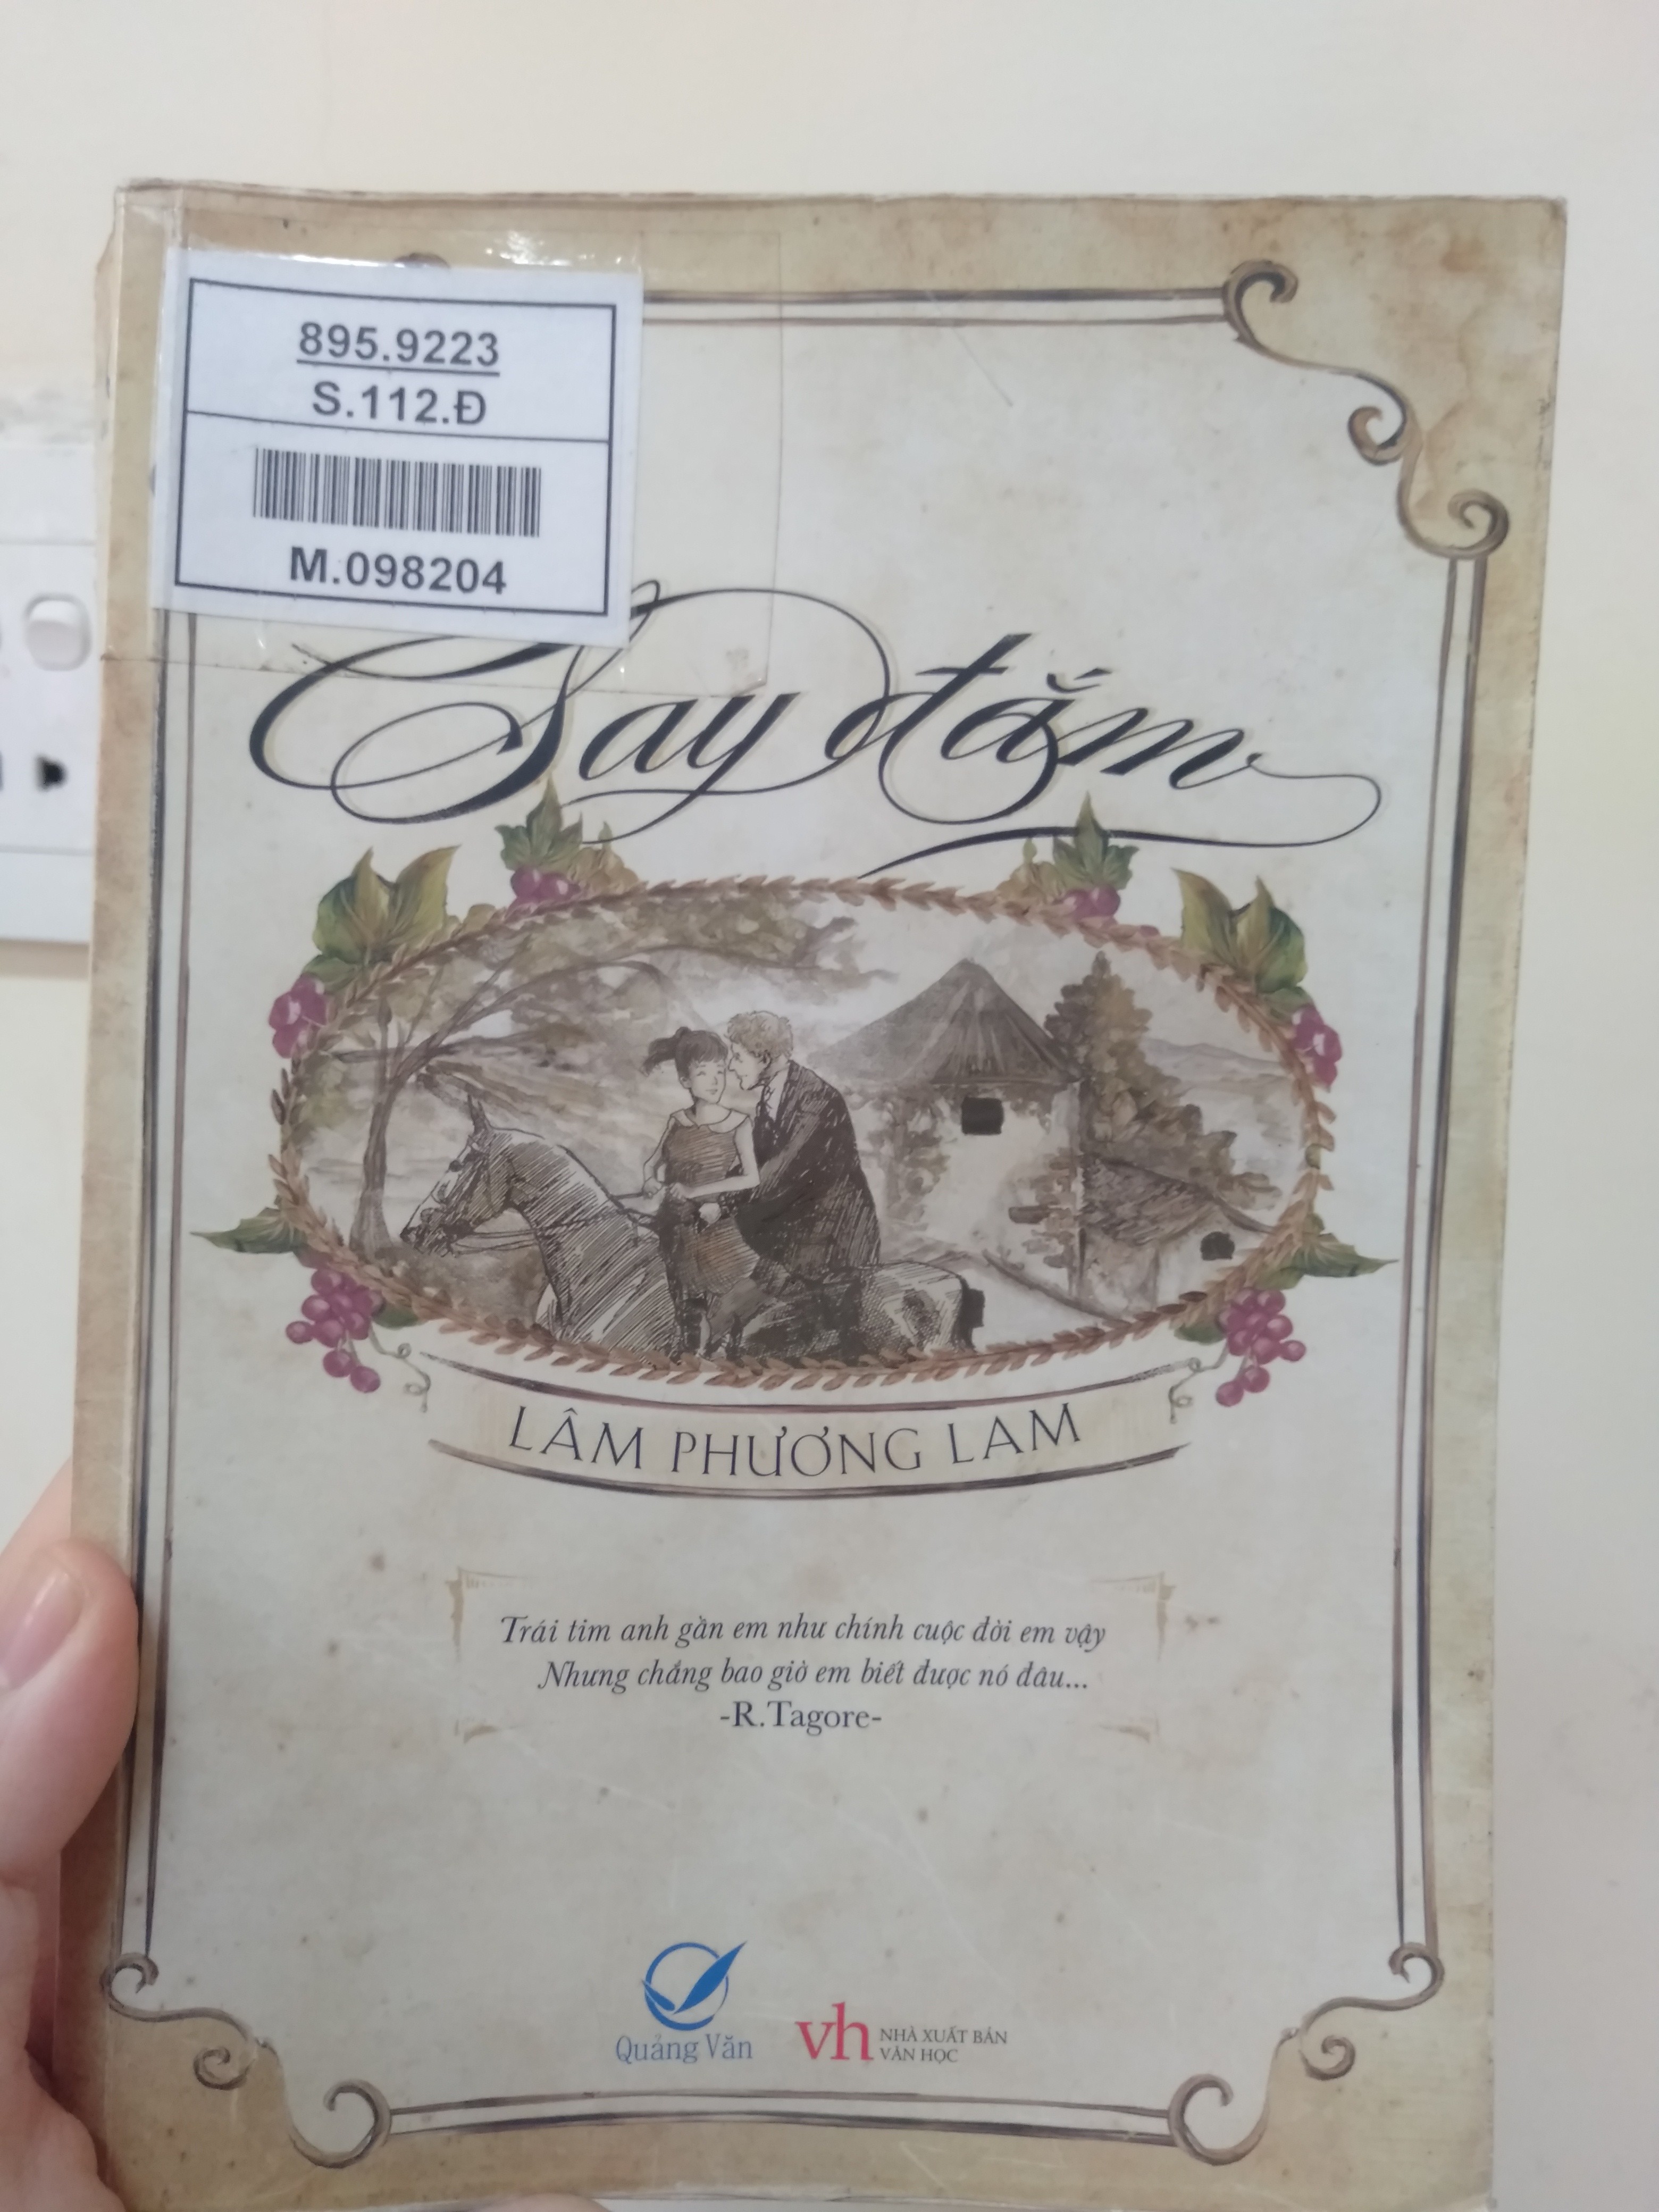 895.9223
S.112.Đ
M.098204
Say đắm
LÂM PHƯƠNG LAM
Trái tim anh gần em như chính cuộc đời em vậy
Nhưng chẳng bao giờ em biết được nó đâu...
-R.Tagore-
Quảng Văn
vh NHÀ XUẤT BẢN
VĂN HỌC